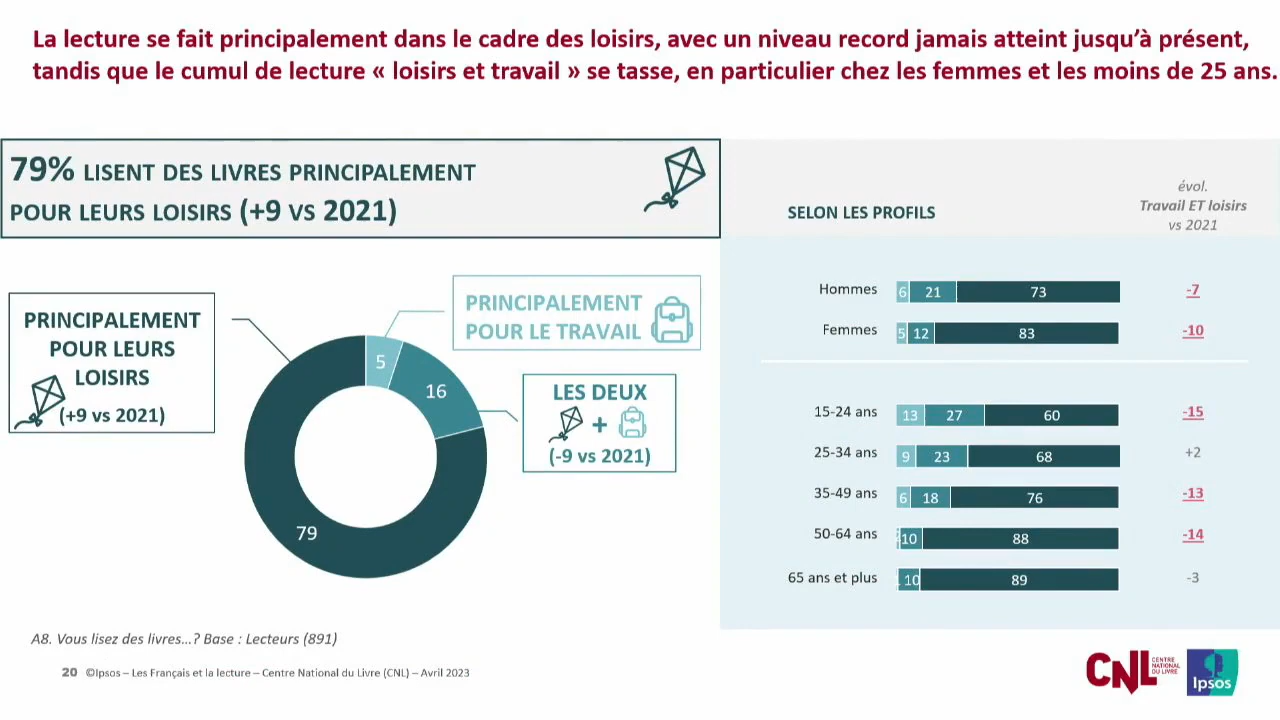 La lecture se fait principalement dans le cadre des loisirs, avec un niveau record jamais atteint jusqu’à présent,
tandis que le cumul de lecture « loisirs et travail » se tasse, en particulier chez les femmes et les moins de 25 ans.
79% LISENT DES LIVRES PRINCIPALEMENT
POUR LEURS LOISIRS (+9 VS 2021)
PRINCIPALEMENT
POUR LEURS
LOISIRS
(+9 vs 2021)
PRINCIPALEMENT
POUR LE TRAVAIL
LES DEUX
+
(-9 vs 2021)
5
16
79
SELON LES PROFILS
évol.
Travail ET loisirs
vs 2021
Hommes 6 21 73 -7
Femmes 5 12 83 -10
15-24 ans 13 27 60 -15
25-34 ans 9 23 68 +2
35-49 ans 6 18 76 -13
50-64 ans 10 88 -14
65 ans et plus 10 89 -3
A8. Vous lisez des livres…? Base : Lecteurs (891)
20 ©Ipsos – Les Français et la lecture – Centre National du Livre (CNL) – Avril 2023
CNL CENTRE
NATIONAL
DU LIVRE
Ipsos